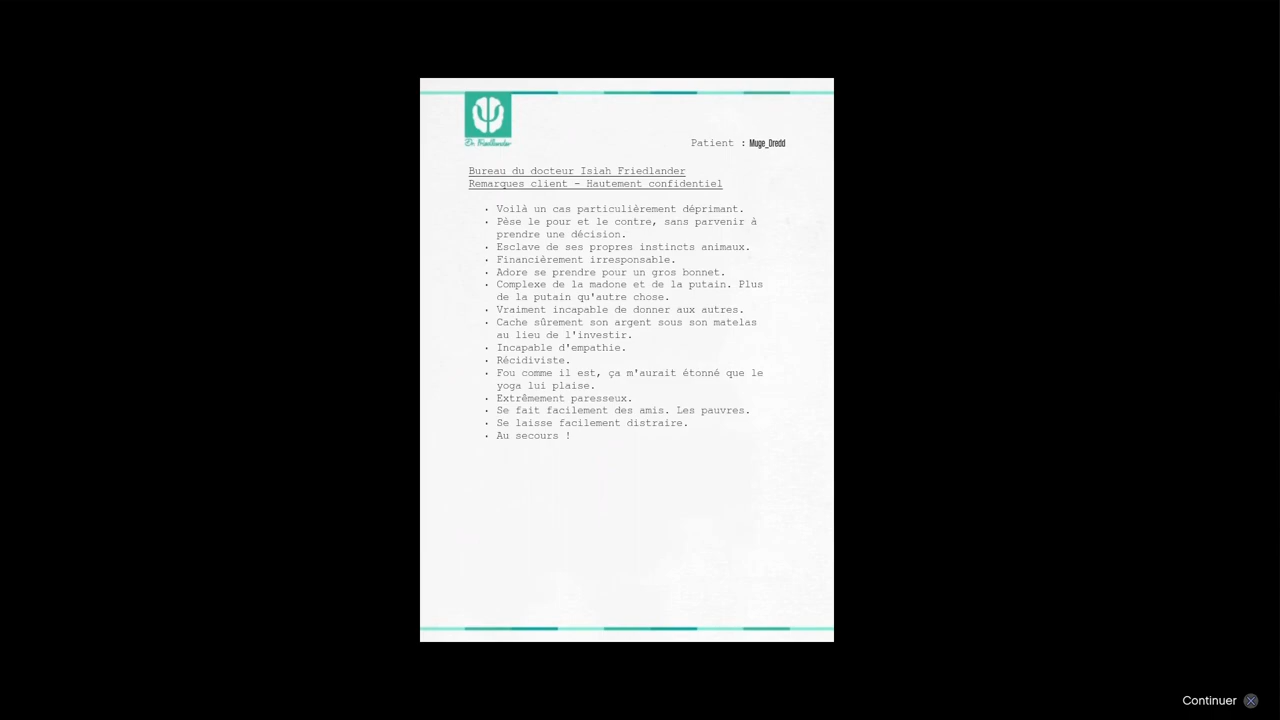 Dr. Friedlander
Patient : Muge_Dredd
Bureau du docteur Isiah Friedlander
Remarques client - Hautement confidentiel
· Voilà un cas particulièrement déprimant.
· Pèse le pour et le contre, sans parvenir à
prendre une décision.
· Esclave de ses propres instincts animaux.
· Financièrement irresponsable.
· Adore se prendre pour un gros bonnet.
· Complexe de la madone et de la putain. Plus
de la putain qu'autre chose.
· Vraiment incapable de donner aux autres.
· Cache sûrement son argent sous son matelas
au lieu de l'investir.
· Incapable d'empathie.
· Récidiviste.
· Fou comme il est, ça m'aurait étonné que le
yoga lui plaise.
· Extrêmement paresseux.
· Se fait facilement des amis. Les pauvres.
· Se laisse facilement distraire.
· Au secours !
Continuer